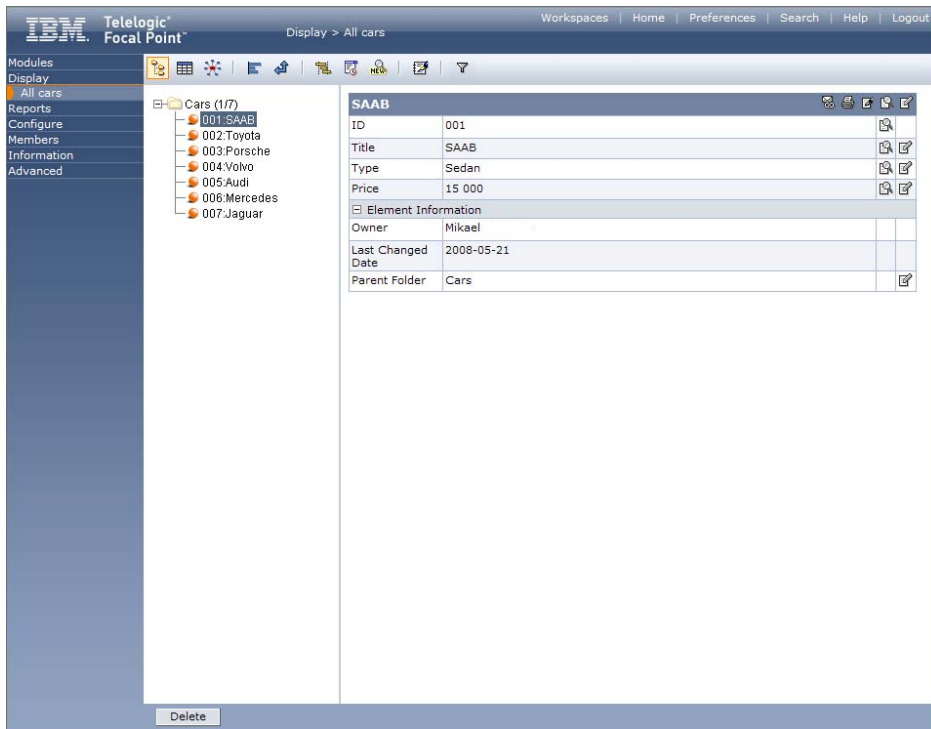 IBM. Telelogic®
Focal Point™
Display > All cars
Workspaces | Home | Preferences | Search | Help | Logout
Modules
Display
All cars
Reports
Configure
Members
Information
Advanced
NEW
Cars (1/7)
001:SAAB
002:Toyota
003:Porsche
004:Volvo
005:Audi
006:Mercedes
007:Jaguar
SAAB
ID 001
Title SAAB
Type Sedan
Price 15 000
Element Information
Owner Mikael
Last Changed Date 2008-05-21
Parent Folder Cars
Delete